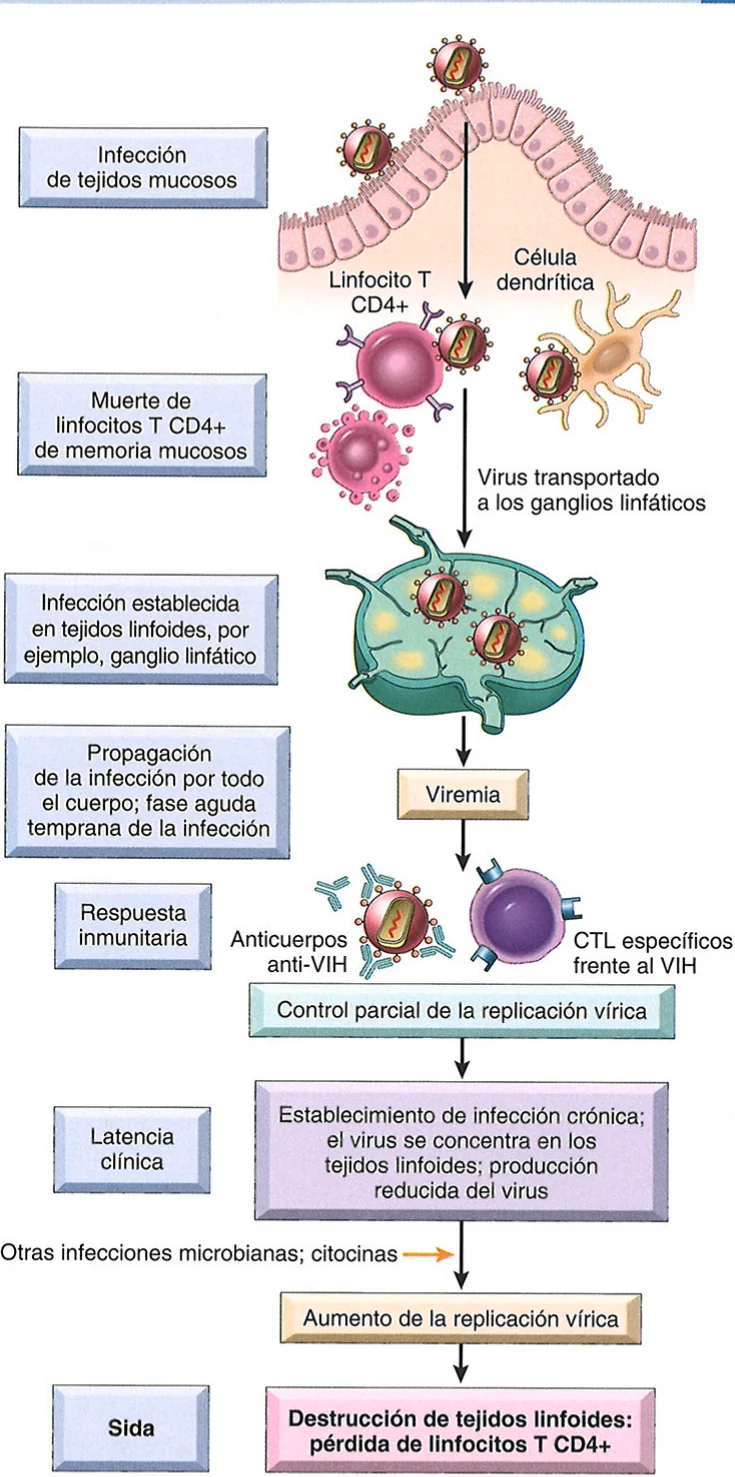 Infección
de tejidos mucosos
Linfocito T
CD4+
Célula
dendrítica
Muerte de
linfocitos T CD4+
de memoria mucosos
Virus transportado
a los ganglios linfáticos
Infección establecida
en tejidos linfoides, por
ejemplo, ganglio linfático
Propagación
de la infección por todo
el cuerpo; fase aguda
temprana de la infección
Viremia
Respuesta
inmunitaria
Anticuerpos
anti-VIH
CTL específicos
frente al VIH
Control parcial de la replicación vírica
Latencia
clínica
Establecimiento de infección crónica;
el virus se concentra en los
tejidos linfoides; producción
reducida del virus
Otras infecciones microbianas; citocinas
Aumento de la replicación vírica
Sida
Destrucción de tejidos linfoides:
pérdida de linfocitos T CD4+